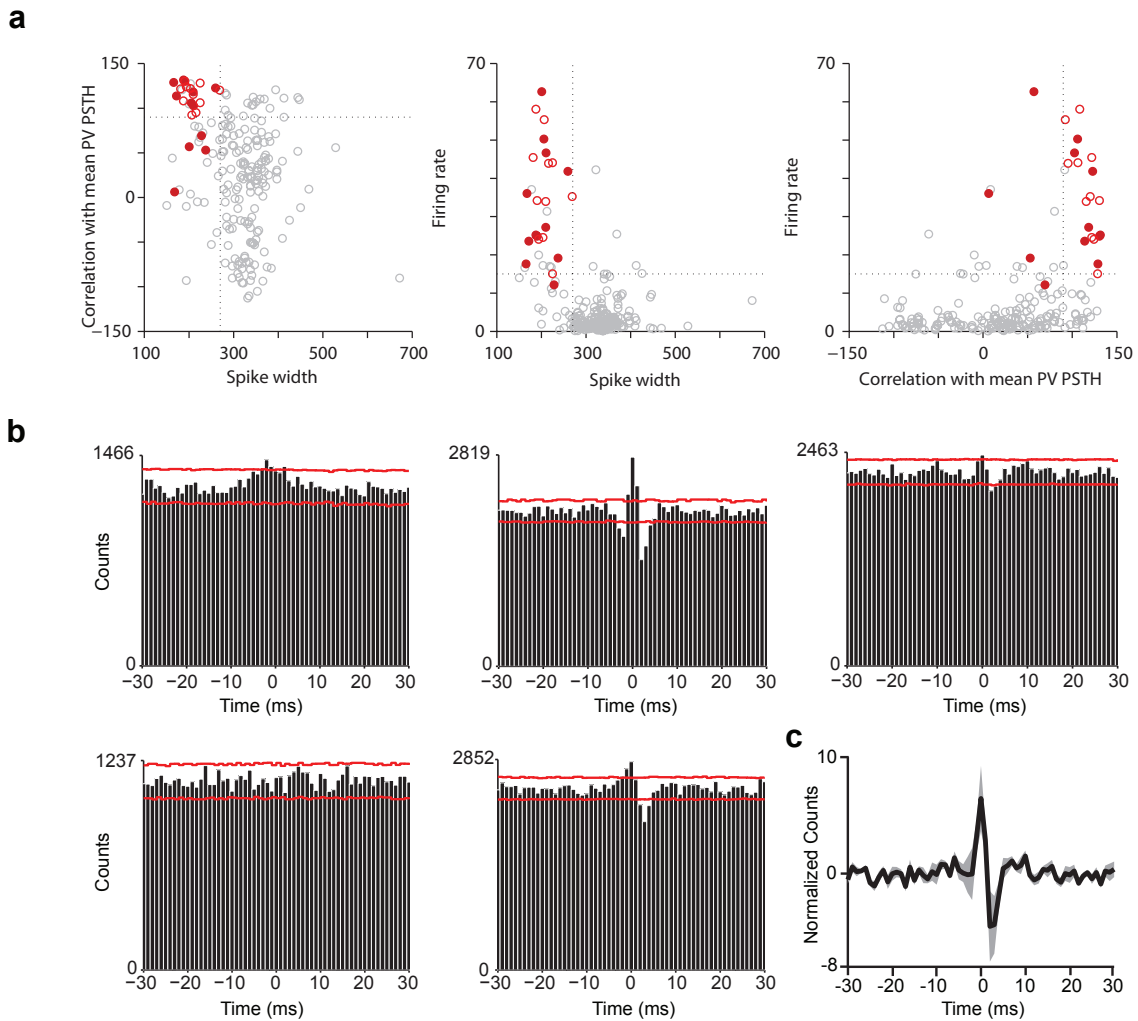 a
150
0
−150
100
300
500
700
Correlation with mean PV PSTH
Spike width
70
0
100
300
500
700
Firing rate
Spike width
70
0
−150
0
150
Firing rate
Correlation with mean PV PSTH
b
1466
0
Counts
−30 −20 −10 0 10 20 30
Time (ms)
2819
0
−30 −20 −10 0 10 20 30
Time (ms)
2463
0
−30 −20 −10 0 10 20 30
Time (ms)
1237
0
Counts
−30 −20 −10 0 10 20 30
Time (ms)
2852
0
−30 −20 −10 0 10 20 30
Time (ms)
c
10
0
-8
Normalized Counts
-30 -20 -10 0 10 20 30
Time (ms)